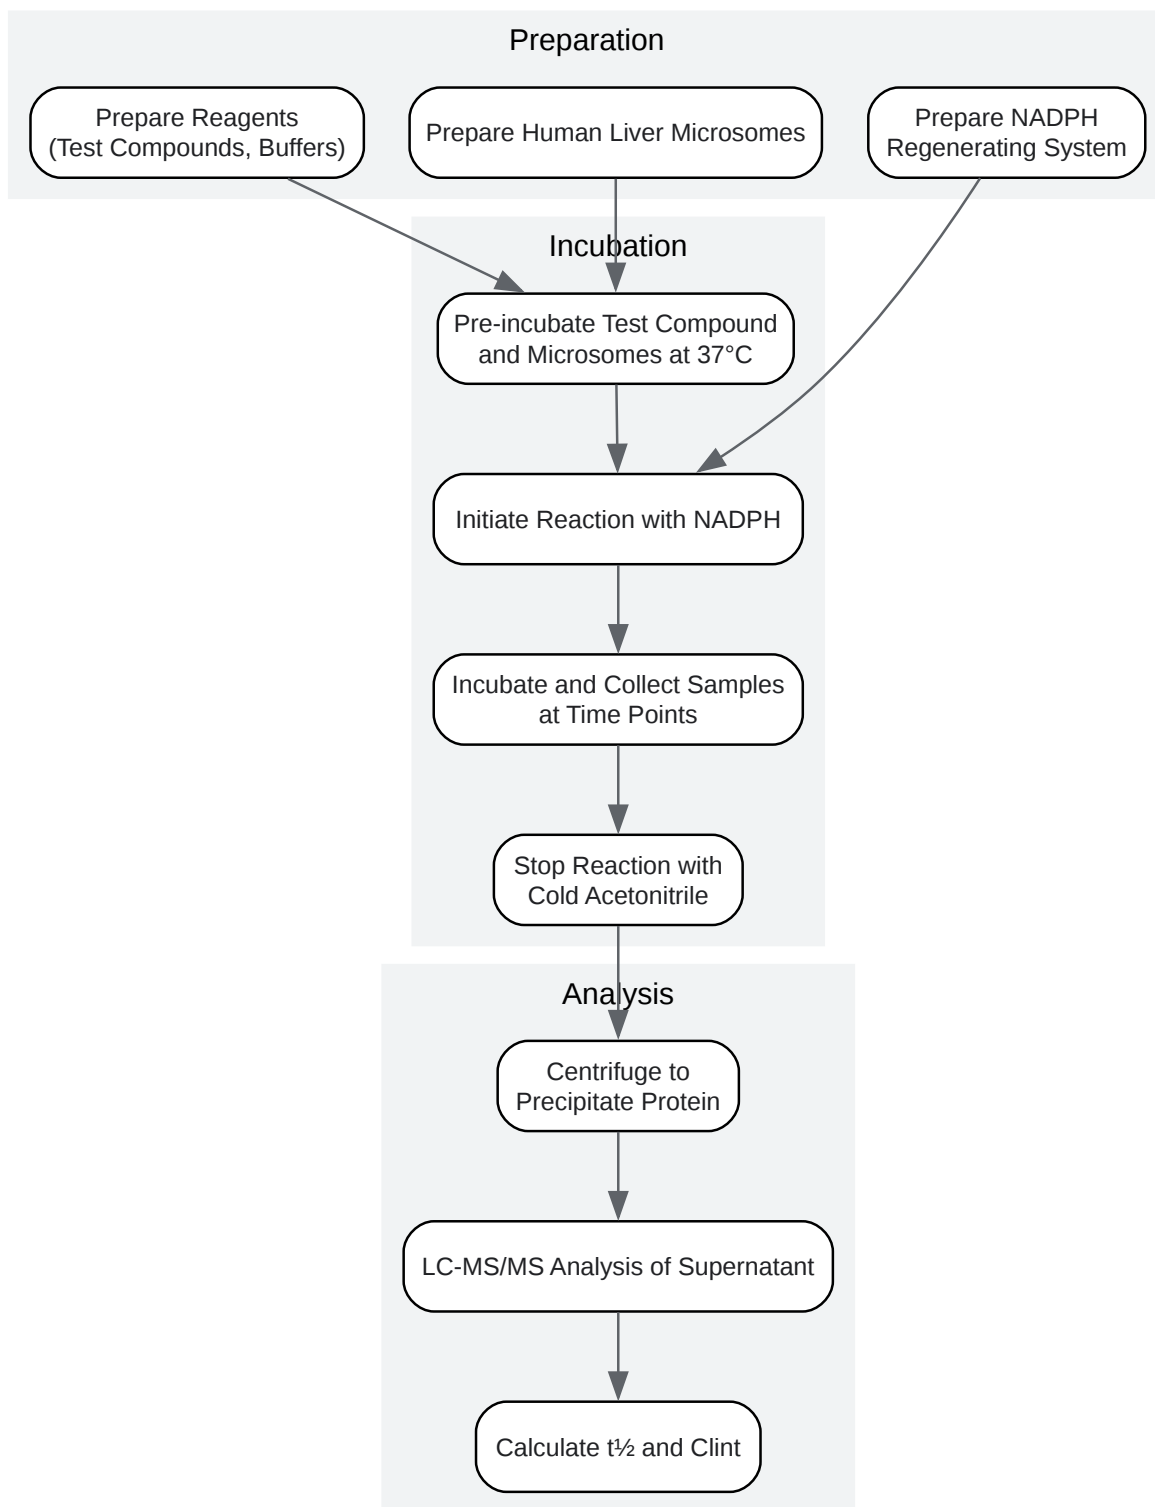 Preparation
Prepare Reagents
(Test Compounds, Buffers)
Prepare Human Liver Microsomes
Prepare NADPH
Regenerating System
Incubation
Pre-incubate Test Compound
and Microsomes at 37°C
Initiate Reaction with NADPH
Incubate and Collect Samples
at Time Points
Stop Reaction with
Cold Acetonitrile
Analysis
Centrifuge to
Precipitate Protein
LC-MS/MS Analysis of Supernatant
Calculate t½ and Clint